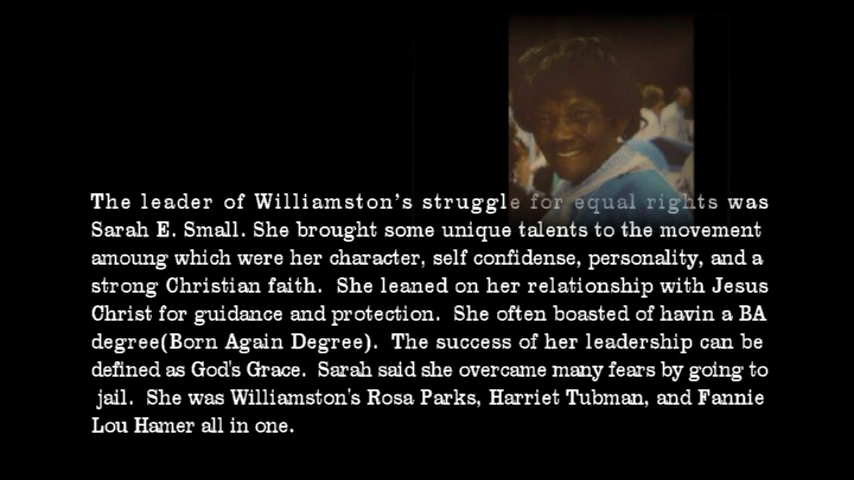 The leader of Williamston's struggle for equal rights was
Sarah E. Small. She brought some unique talents to the movement
amoung which were her character, self confidense, personality, and a
strong Christian faith. She leaned on her relationship with Jesus
Christ for guidance and protection. She often boasted of havin a BA
degree(Born Again Degree). The success of her leadership can be
defined as God's Grace. Sarah said she overcame many fears by going to
jail. She was Williamston's Rosa Parks, Harriet Tubman, and Fannie
Lou Hamer all in one.